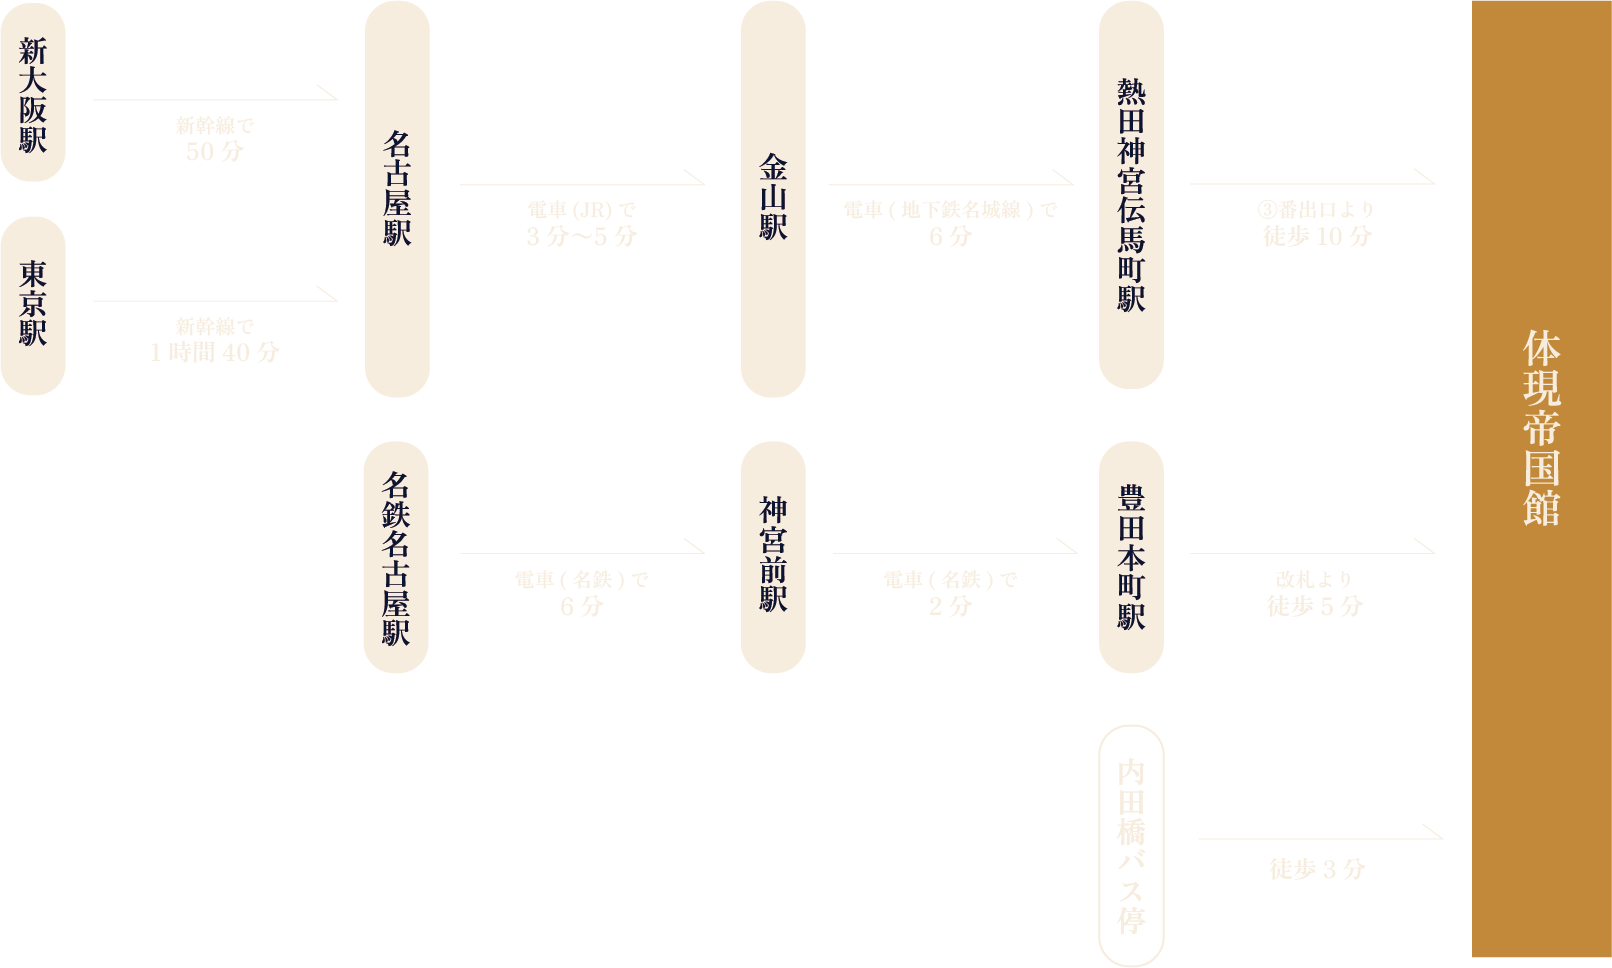 新大阪駅
新幹線で
50 分
東京駅
新幹線で
1 時間 40 分
名古屋駅
電車 (JR) で
3 分〜5 分
金山駅
電車 ( 地下鉄名城線 ) で
6 分
熱田神宮伝馬町駅
③番出口より
徒歩 10 分
名鉄名古屋駅
電車 ( 名鉄 ) で
6 分
神宮前駅
電車 ( 名鉄 ) で
2 分
豊田本町駅
改札より
徒歩 5 分
内田橋バス停
徒歩 3 分
体現帝国館